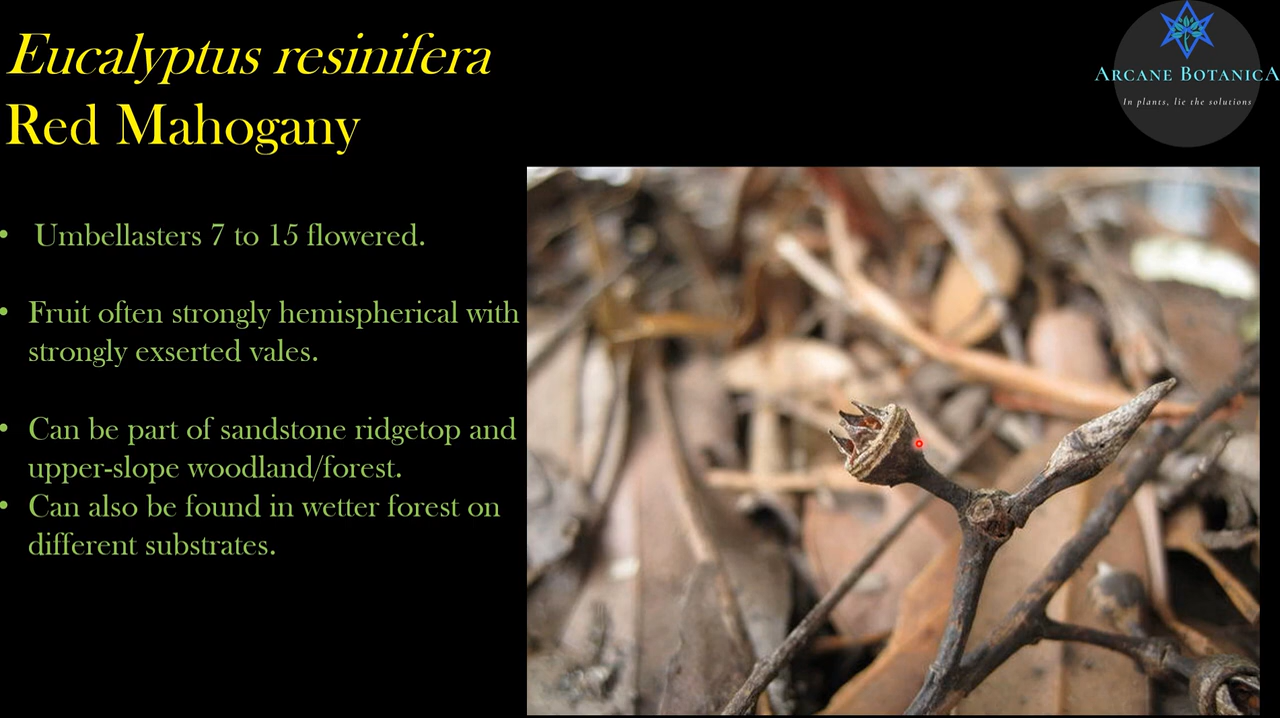 Eucalyptus resinifera
Red Mahogany
ARCANE BOTANICA
In plants, lie the solutions
• Umbellasters 7 to 15 flowered.
• Fruit often strongly hemispherical with
strongly exserted vales.
• Can be part of sandstone ridgetop and
upper-slope woodland/forest.
• Can also be found in wetter forest on
different substrates.